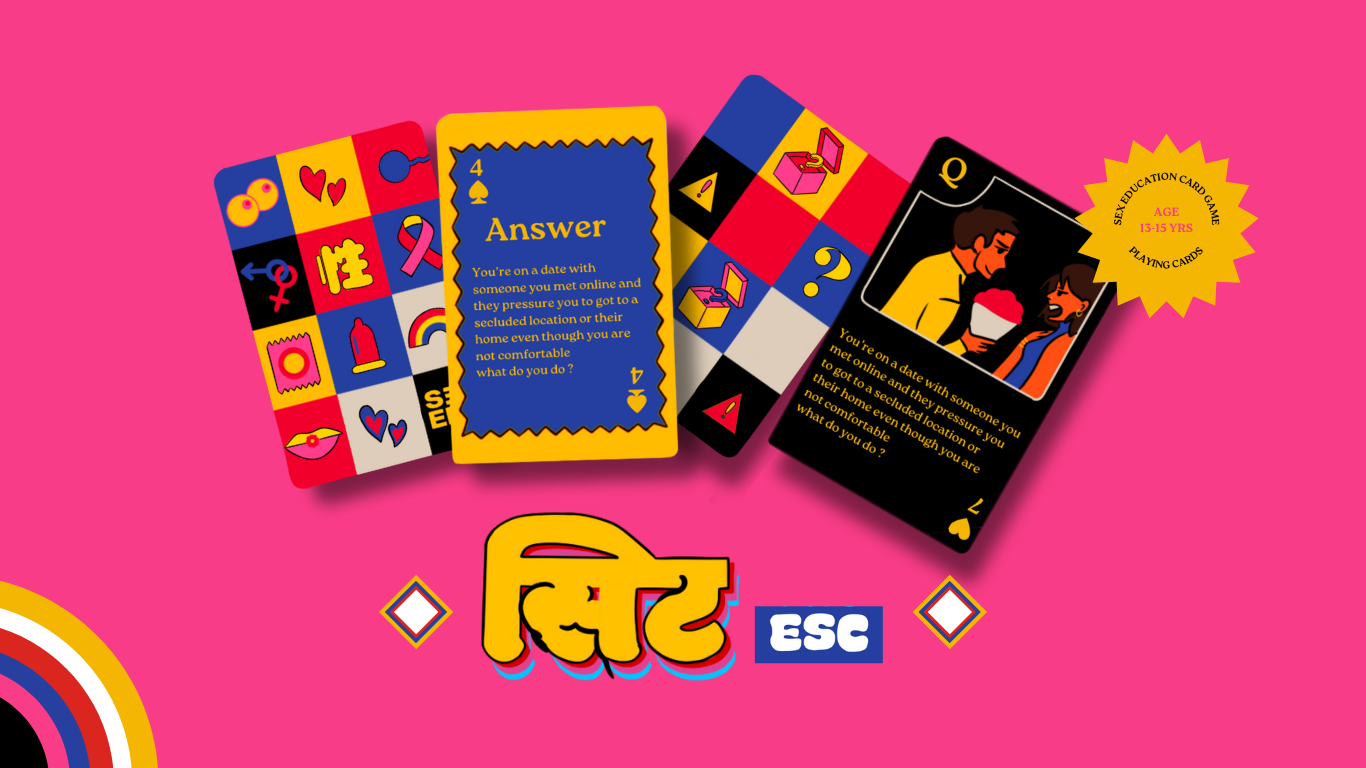 SE
E
4
Answer
You're on a date with
someone you met online and
they pressure you to got to a
secluded location or their
home even though you are
not comfortable
what do you do ?
4
?
Q
You're on a date with someone you
met online and they pressure you
to got to a secluded location or
their home even though you are
not comfortable
what do you do ?
7
SEX EDUCATION CARD GAME
AGE
13-15 YRS
PLAYING CARDS
सिट
ESC